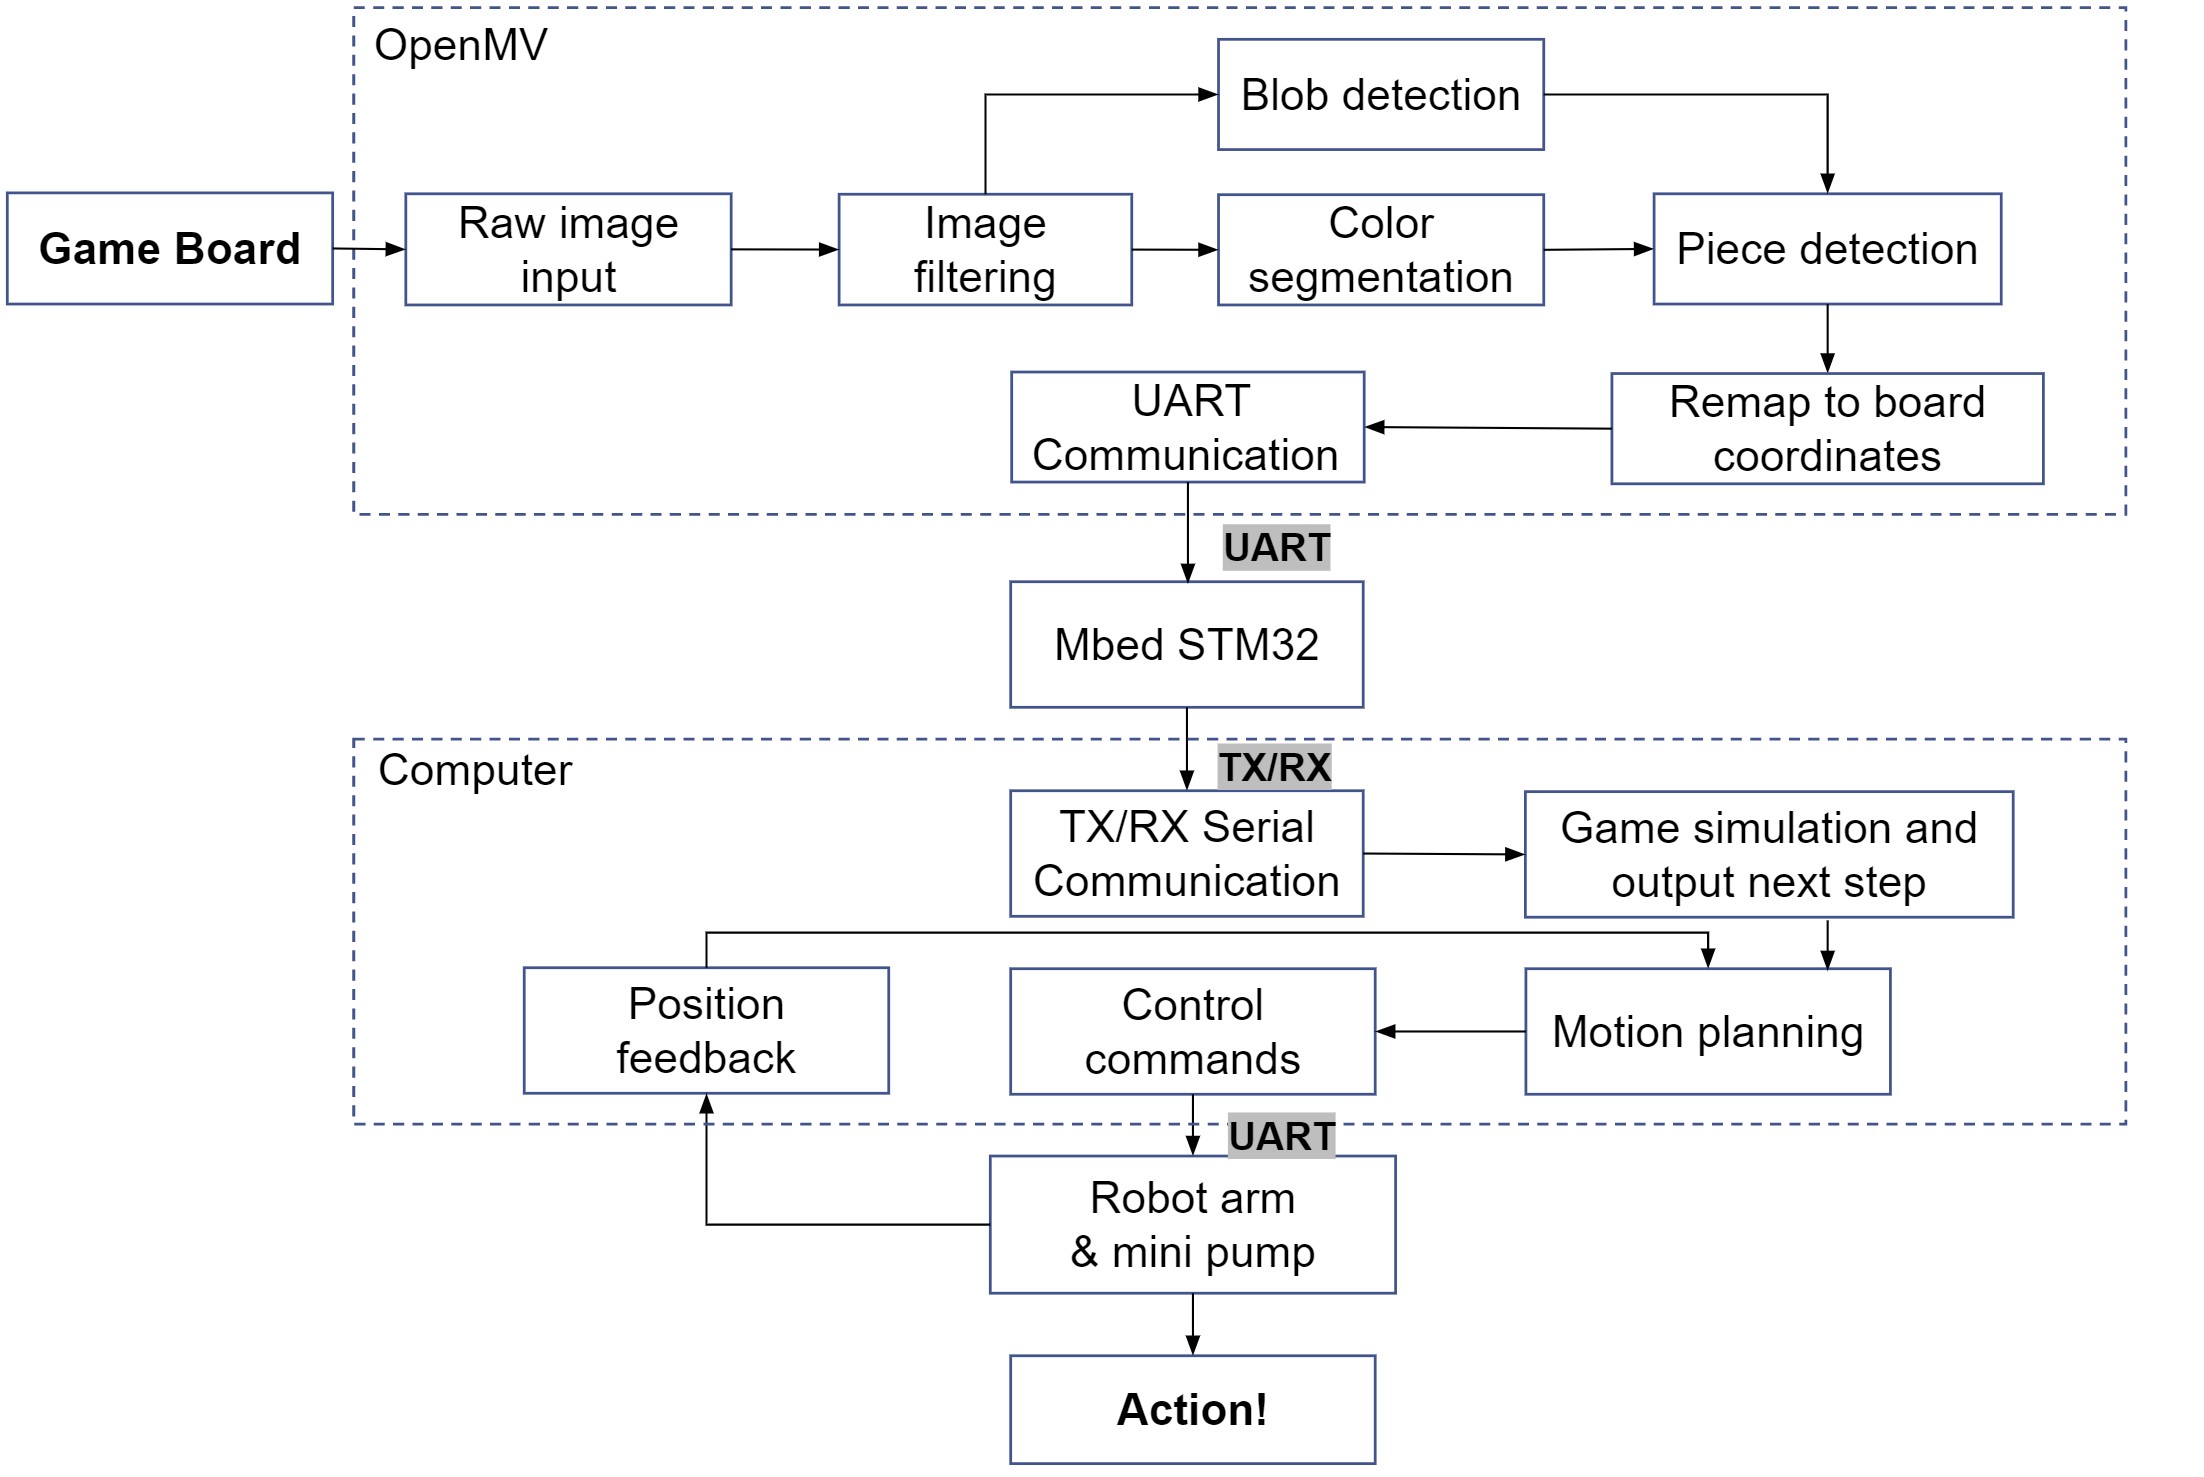 OpenMV
Blob detection
Game Board
Raw image
input
Image
filtering
Color
segmentation
Piece detection
UART
Communication
Remap to board
coordinates
UART
Mbed STM32
Computer
TX/RX
TX/RX Serial
Communication
Game simulation and
output next step
Position
feedback
Control
commands
Motion planning
UART
Robot arm
& mini pump
Action!